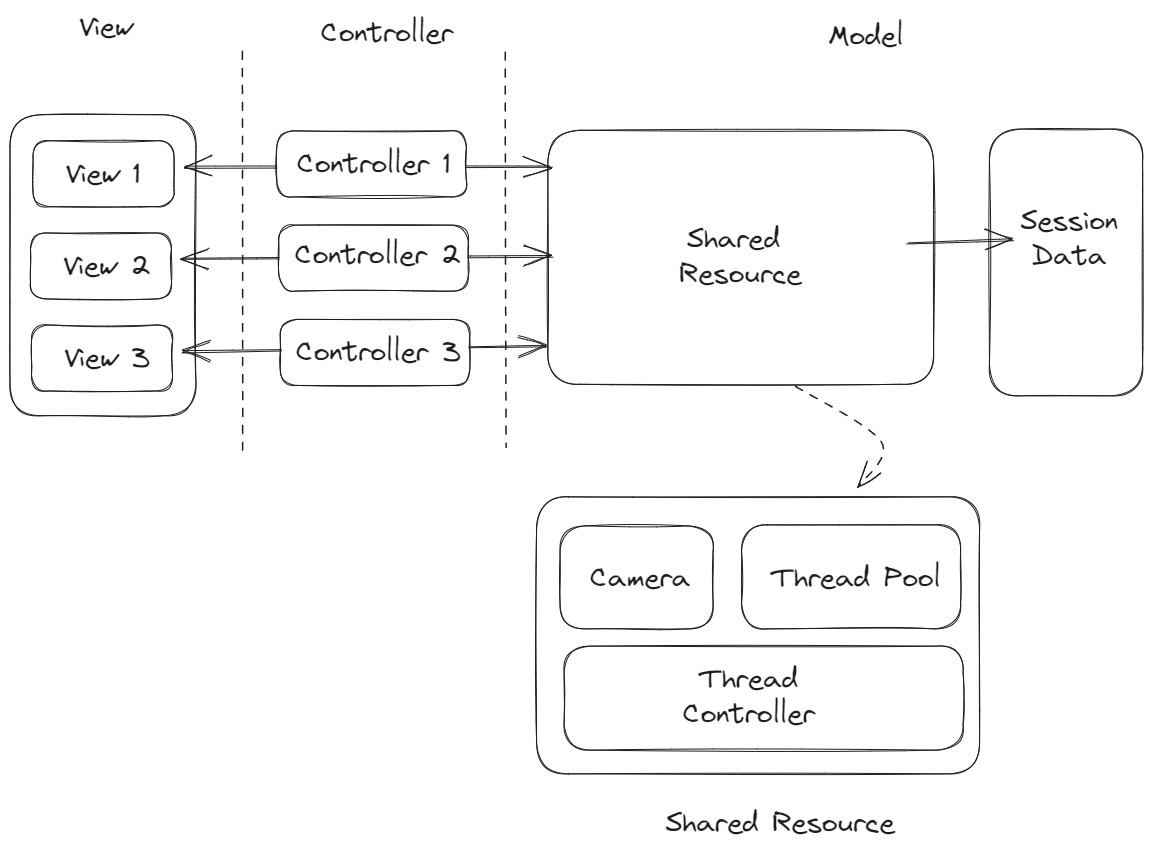 View
Controller
Model
View 1
Controller 1
View 2
Controller 2
View 3
Controller 3
Shared
Resource
Session
Data
Camera
Thread Pool
Thread
Controller
Shared Resource